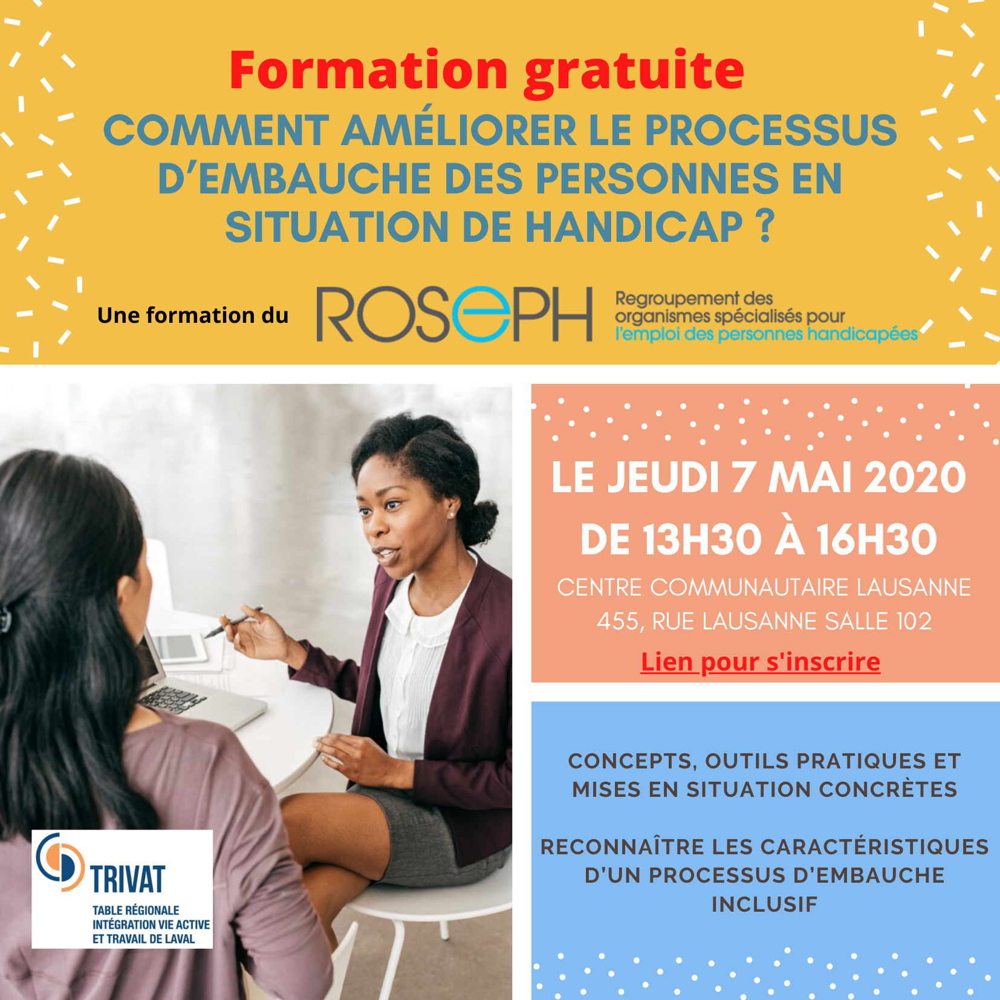 Formation gratuite
COMMENT AMÉLIORER LE PROCESSUS
D’EMBAUCHE DES PERSONNES EN
SITUATION DE HANDICAP ?
Une formation du
ROSePH
Regroupement des
organismes spécialisés pour
l'emploi des personnes handicapées
LE JEUDI 7 MAI 2020
DE 13H30 À 16H30
CENTRE COMMUNAUTAIRE LAUSANNE
455, RUE LAUSANNE SALLE 102
Lien pour s'inscrire
CONCEPTS, OUTILS PRATIQUES ET
MISES EN SITUATION CONCRÈTES
RECONNAÎTRE LES CARACTÉRISTIQUES
D’UN PROCESSUS D’EMBAUCHE
INCLUSIF
TRIVAT
TABLE RÉGIONALE
INTÉGRATION VIE ACTIVE
ET TRAVAIL DE LAVAL